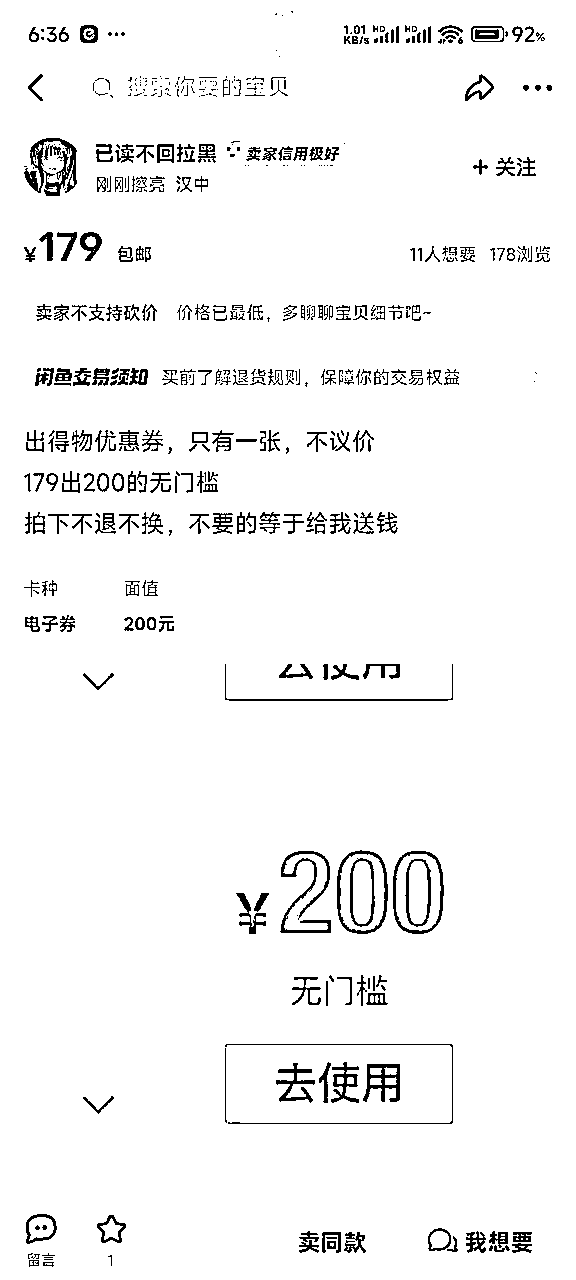 6:36 ... 1.01 KB/s HD HD 6 92%
搜索你要的宝贝
已读不回拉黑 卖家信用极好
刚刚擦亮 汉中
+ 关注
¥179 包邮 11人想要 178浏览
卖家不支持砍价 价格已最低，多聊聊宝贝细节吧~
闲鱼交易须知 买前了解退货规则，保障你的交易权益
出得物优惠券，只有一张，不议价
179出200的无门槛
拍下不退不换，不要的等于给我送钱
卡种 面值
电子券 200元
去使用
¥200
无门槛
去使用
留言 1 卖同款 我想要